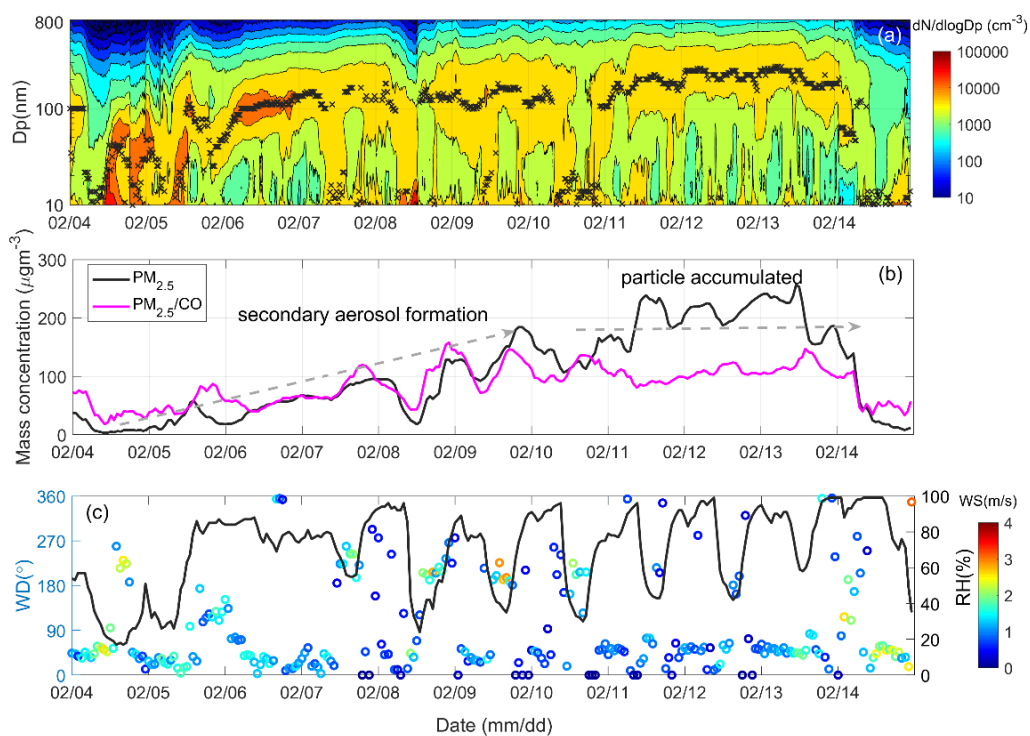 800
100
10
Dp(nm)
(a)
dN/dlogDp (cm-3)
100000
10000
1000
100
10
02/04 02/05 02/06 02/07 02/08 02/09 02/10 02/11 02/12 02/13 02/14
Mass concentration (μgm-3)
300
200
100
0
PM2.5
PM2.5/CO
secondary aerosol formation
particle accumulated
(b)
02/04 02/05 02/06 02/07 02/08 02/09 02/10 02/11 02/12 02/13 02/14
WD(°)
360
270
180
90
0
(c)
100
80
60
40
20
0
RH(%)
WS(m/s)
4
3
2
1
0
02/04 02/05 02/06 02/07 02/08 02/09 02/10 02/11 02/12 02/13 02/14
Date (mm/dd)